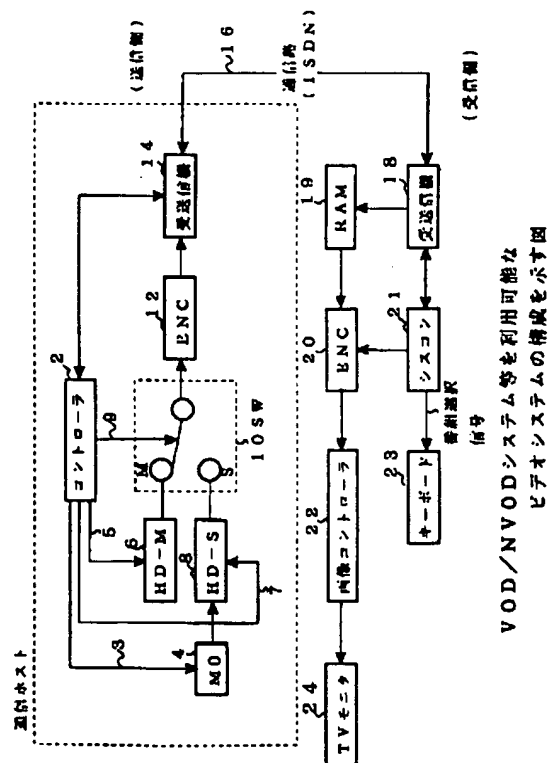 通信ホスト
(送信側)
コントローラ
2
3
5
9
7
4
MO
6
HD-M
8
HD-S
M
S
10SW
12
ENC
14
受送信機
16
通信路
(ISDN)
(受信側)
18
受送信機
19
RAM
20
ENC
21
シスコン
番組選択
信号
22
画像コントローラ
23
キーボード
24
TVモニタ
VOD/NVODシステム等を利用可能な
ビデオシステムの構成を示す図